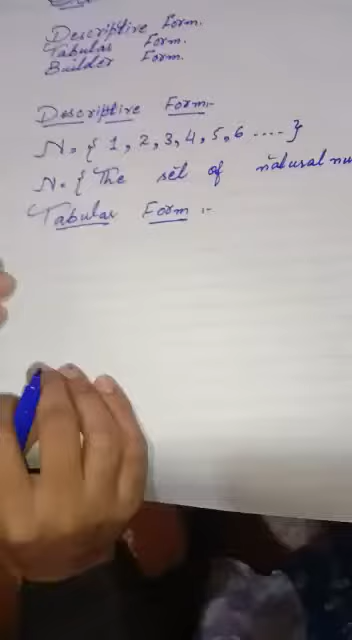 Descriptive Form.
Tabular Form.
Builder Form.
Descriptive Form:-
N = { 1, 2, 3, 4, 5, 6 ....}
N = { The set of natural nu
Tabular Form :-